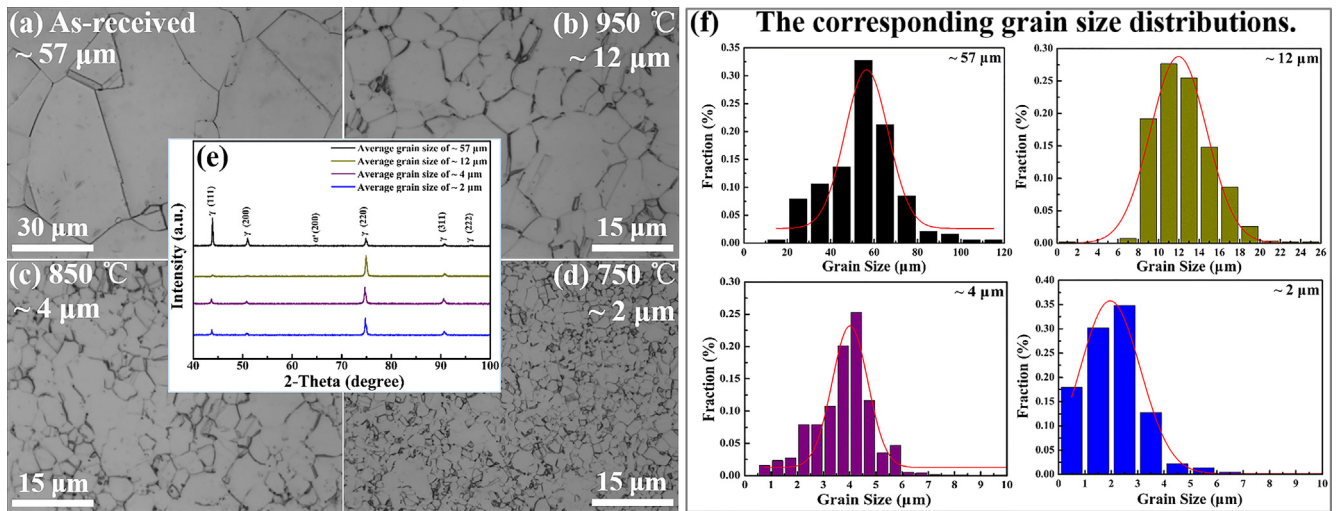 (a) As-received
~ 57 µm
30 µm
(b) 950 ℃
~ 12 µm
15 µm
(c) 850 ℃
~ 4 µm
15 µm
(d) 750 ℃
~ 2 µm
15 µm
(e)
Average grain size of ~ 57 µm
Average grain size of ~ 12 µm
Average grain size of ~ 4 µm
Average grain size of ~ 2 µm
γ (111)
γ (200)
α' (200)
γ (220)
γ (311)
γ (222)
Intensity (a.u.)
40 50 60 70 80 90 100
2-Theta (degree)
(f) The corresponding grain size distributions.
~ 57 µm
Fraction (%)
0.35
0.30
0.25
0.20
0.15
0.10
0.05
0.00
10 20 30 40 50 60 70 80 90 100 110 120
Grain Size (µm)
~ 12 µm
Fraction (%)
0.30
0.25
0.20
0.15
0.10
0.05
0.00
2 4 6 8 10 12 14 16 18 20 22 24 26
Grain Size (µm)
~ 4 µm
Fraction (%)
0.30
0.25
0.20
0.15
0.10
0.05
0.00
1 2 3 4 5 6 7 8 9 10
Grain Size (µm)
~ 2 µm
Fraction (%)
0.40
0.35
0.30
0.25
0.20
0.15
0.10
0.05
0.00
0 1 2 3 4 5 6 7 8 9 10
Grain Size (µm)